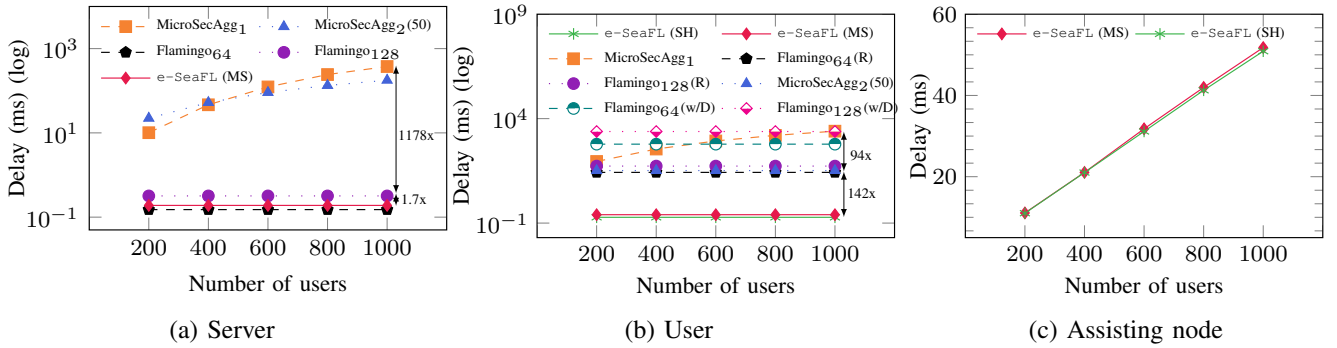 MicroSecAgg1 MicroSecAgg2(50)
Flamingo64 Flamingo128
e-SeaFL (MS)
10^3
10^1
10^−1
1178x
1.7x
200 400 600 800 1000
Number of users
Delay (ms) (log)
(a) Server
e-SeaFL (SH) e-SeaFL (MS)
MicroSecAgg1 Flamingo64(R)
Flamingo128(R) MicroSecAgg2(50)
Flamingo64(w/D) Flamingo128(w/D)
10^9
10^4
10^−1
94x
142x
200 400 600 800 1000
Number of users
Delay (ms) (log)
(b) User
e-SeaFL (MS) e-SeaFL (SH)
60
40
20
200 400 600 800 1000
Number of users
Delay (ms)
(c) Assisting node